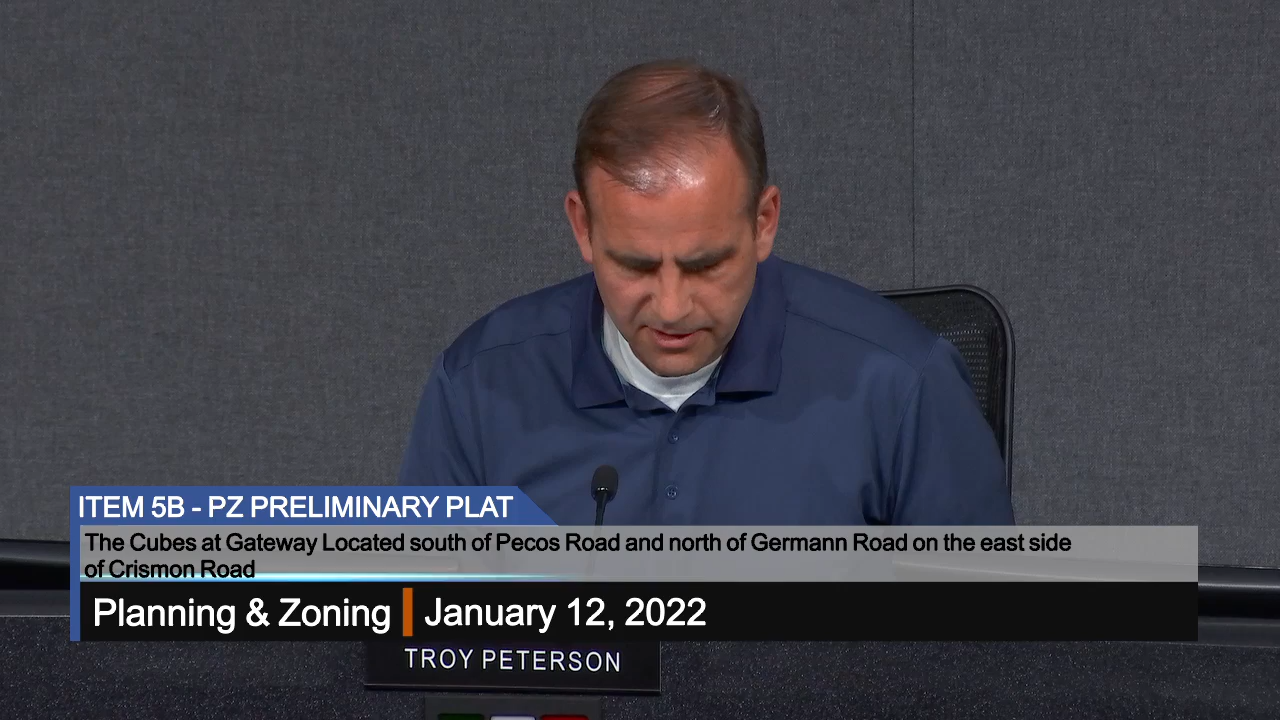 ITEM 5B - PZ PRELIMINARY PLAT
The Cubes at Gateway Located south of Pecos Road and north of Germann Road on the east side
of Crismon Road
Planning & Zoning January 12, 2022
TROY PETERSON